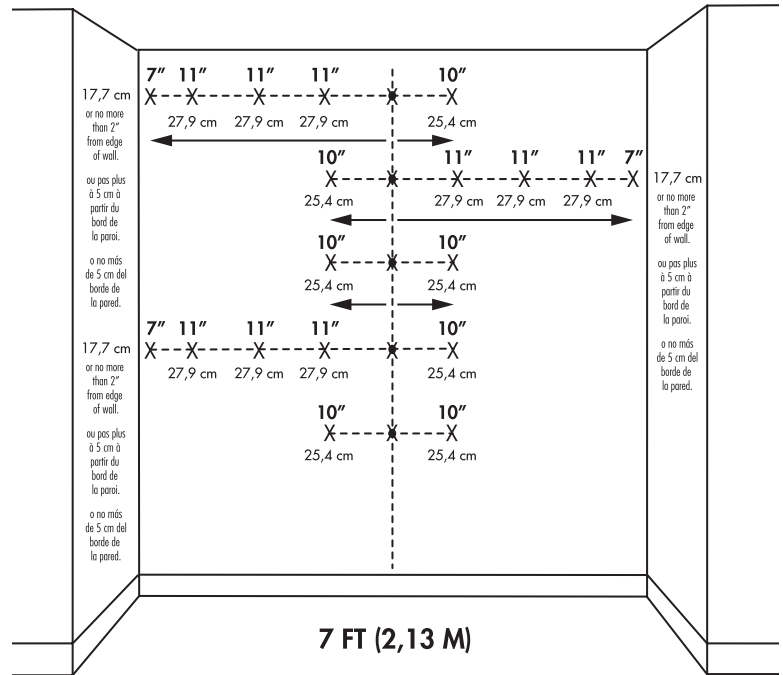 7” 11” 11” 11” 10”
17,7 cm
27,9 cm 27,9 cm 27,9 cm 25,4 cm
or no more
than 2”
from edge
of wall.
ou pas plus
à 5 cm à
partir du
bord de
la paroi.
o no más
de 5 cm del
borde de
la pared.
10” 11” 11” 11” 7”
17,7 cm
25,4 cm 27,9 cm 27,9 cm 27,9 cm
or no more
than 2”
from edge
of wall.
ou pas plus
à 5 cm à
partir du
bord de
la paroi.
o no más
de 5 cm del
borde de
la pared.
10” 10”
25,4 cm 25,4 cm
7” 11” 11” 11” 10”
17,7 cm
27,9 cm 27,9 cm 27,9 cm 25,4 cm
or no more
than 2”
from edge
of wall.
ou pas plus
à 5 cm à
partir du
bord de
la paroi.
o no más
de 5 cm del
borde de
la pared.
10” 10”
25,4 cm 25,4 cm
7 FT (2,13 M)